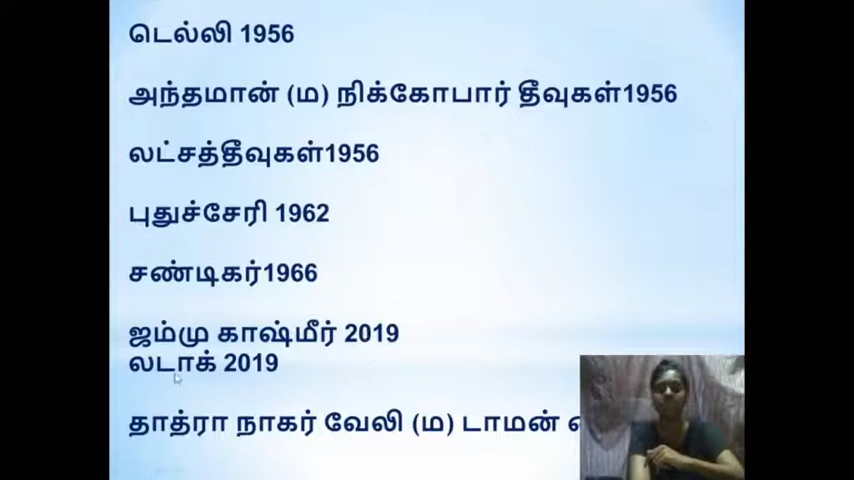 டெல்லி 1956
அந்தமான் (ம) நிக்கோபார் தீவுகள்1956
லட்சத்தீவுகள்1956
புதுச்சேரி 1962
சண்டிகர்1966
ஜம்மு காஷ்மீர் 2019
லடாக் 2019
தாத்ரா நாகர் வேலி (ம) டாமன்